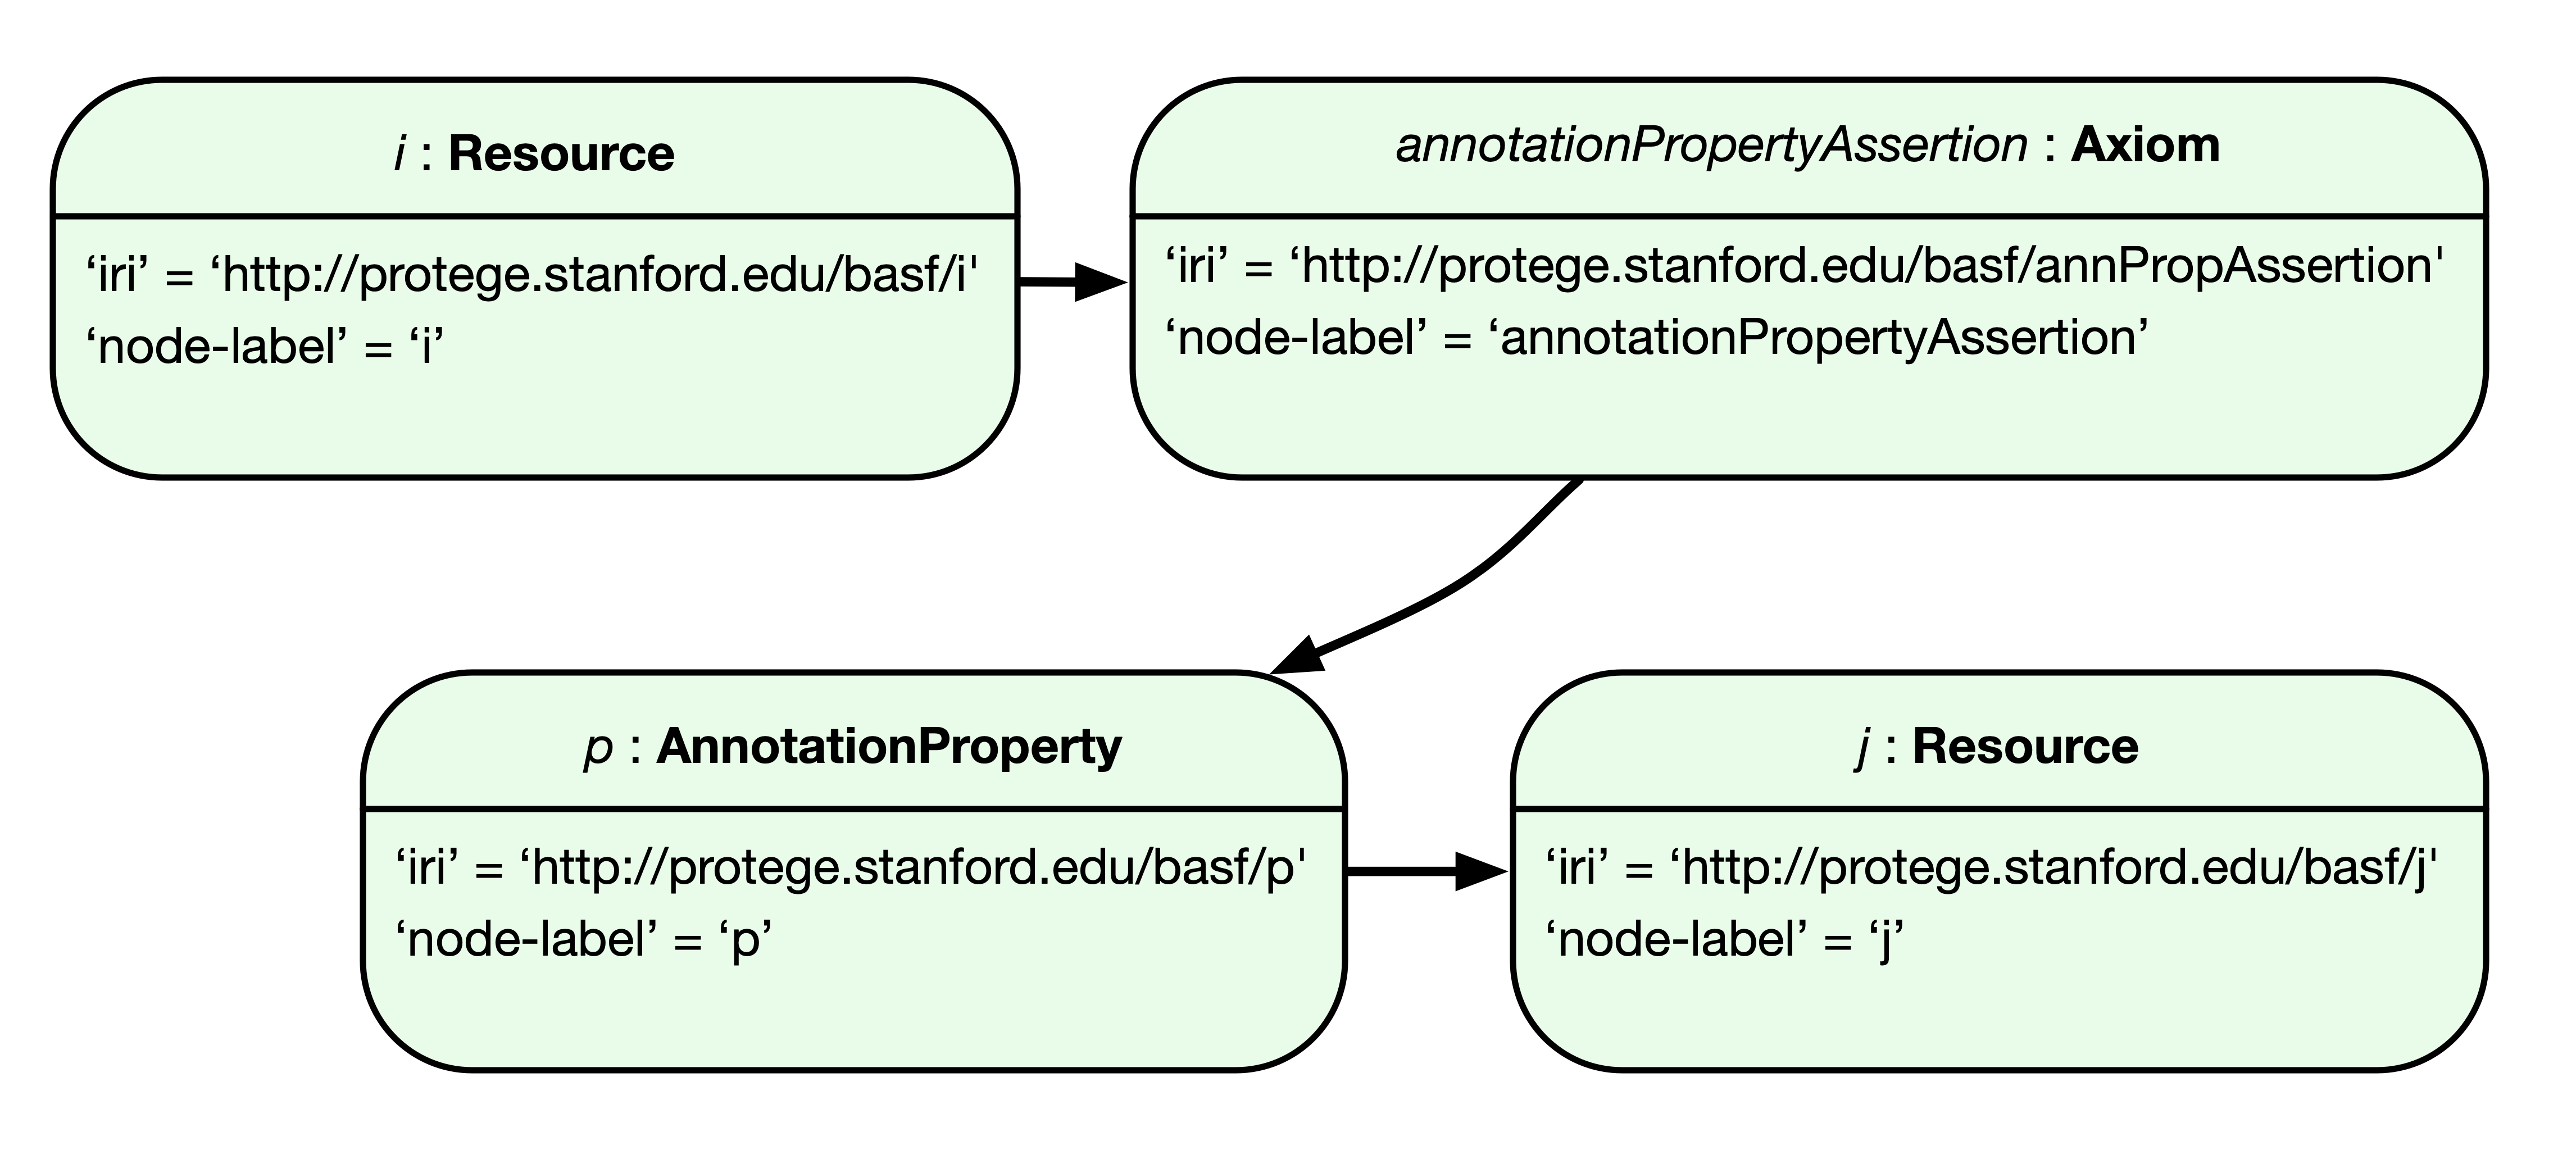 i : Resource
‘iri’ = ‘http://protege.stanford.edu/basf/i'
‘node-label’ = ‘i’
annotationPropertyAssertion : Axiom
‘iri’ = ‘http://protege.stanford.edu/basf/annPropAssertion'
‘node-label’ = ‘annotationPropertyAssertion’
p : AnnotationProperty
‘iri’ = ‘http://protege.stanford.edu/basf/p'
‘node-label’ = ‘p’
j : Resource
‘iri’ = ‘http://protege.stanford.edu/basf/j'
‘node-label’ = ‘j’